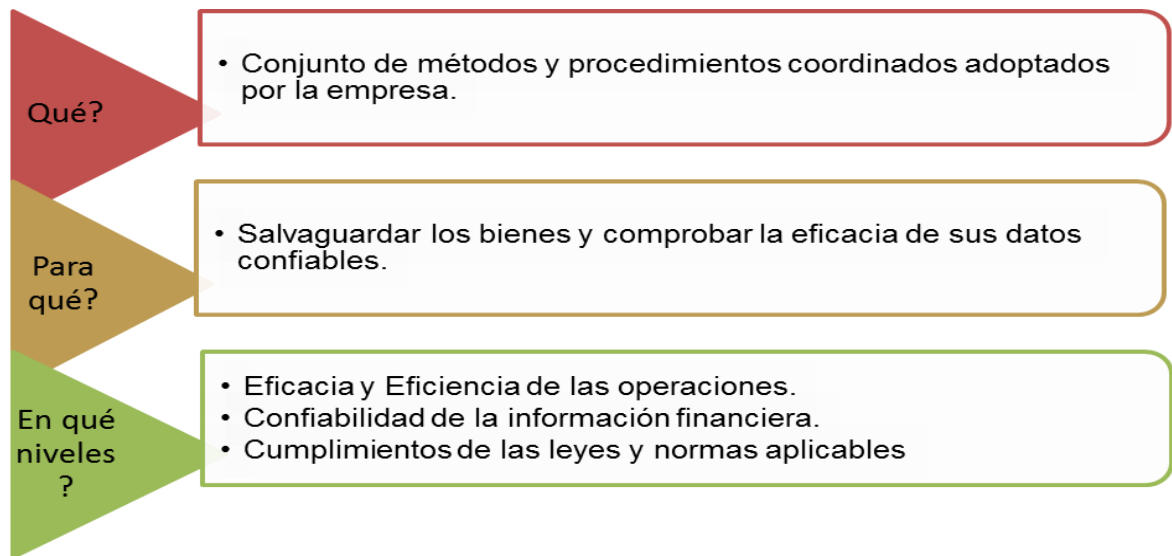 Qué?
• Conjunto de métodos y procedimientos coordinados adoptados
por la empresa.
Para
qué?
• Salvaguardar los bienes y comprobar la eficacia de sus datos
confiables.
En qué
niveles
?
• Eficacia y Eficiencia de las operaciones.
• Confiabilidad de la información financiera.
• Cumplimientos de las leyes y normas aplicables